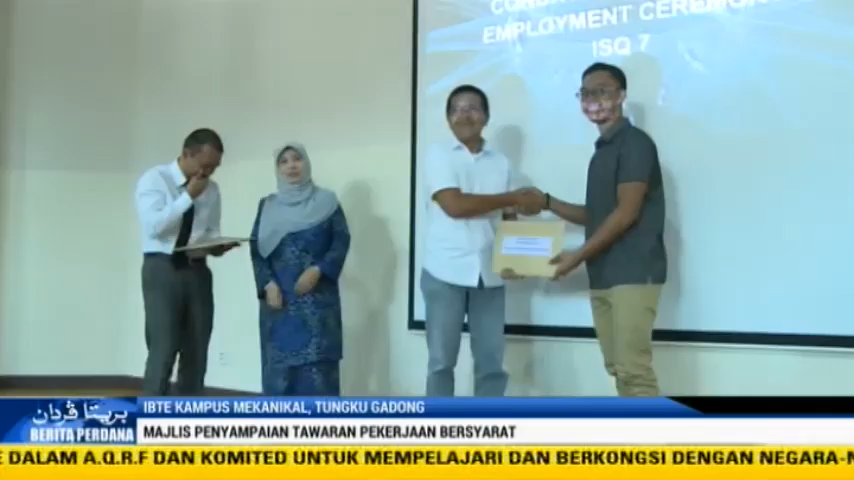 EMPLOYMENT
ISQ 7
IBTE KAMPUS MEKANIKAL, TUNGKU GADONG
بريتا ڤردان
BERITA PERDANA
MAJLIS PENYAMPAIAN TAWARAN PEKERJAAN BERSYARAT
DALAM A.Q.R.F DAN KOMITED UNTUK MEMPELAJARI DAN BERKONGSI DENGAN NEGARA-N